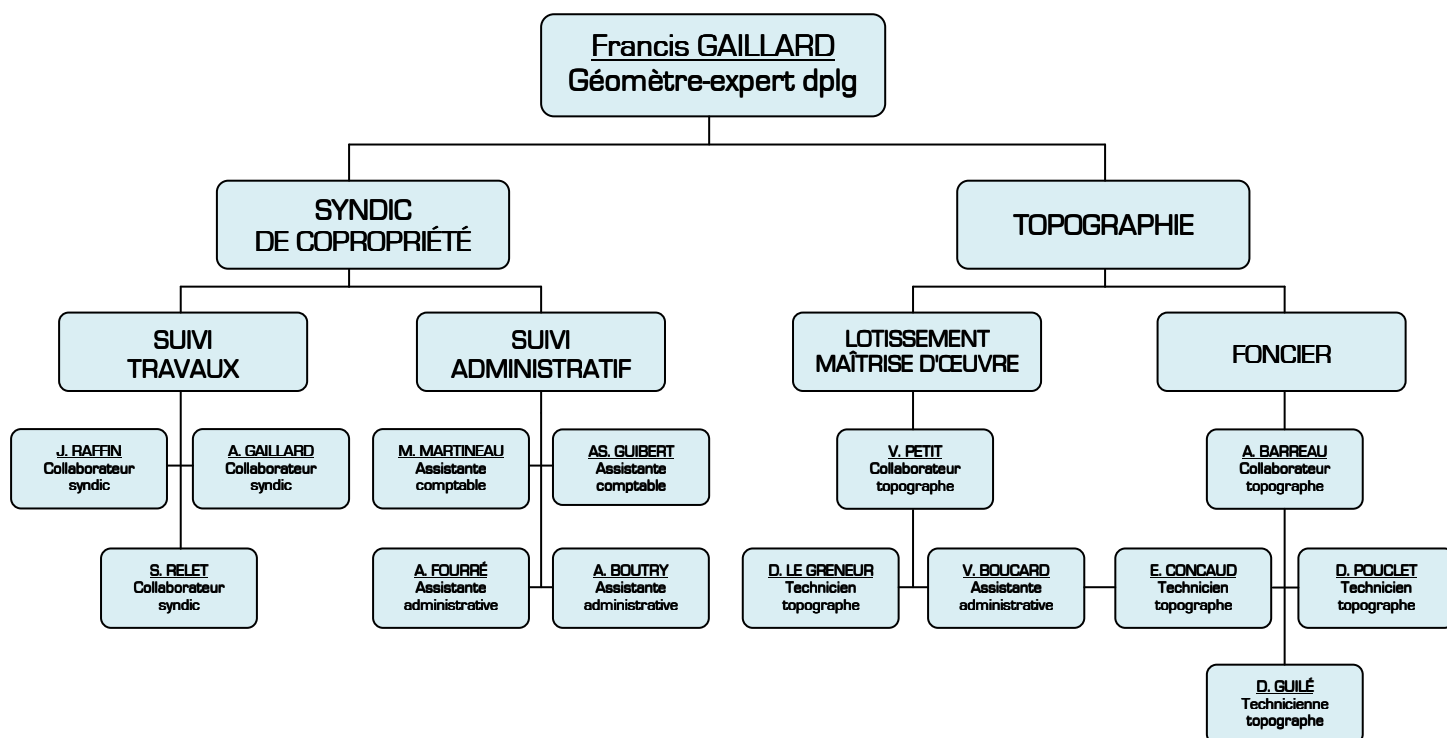 Francis GAILLARD
Géomètre-expert dplg
SYNDIC
DE COPROPRIÉTÉ
TOPOGRAPHIE
SUIVI
TRAVAUX
SUIVI
ADMINISTRATIF
LOTISSEMENT
MAÎTRISE D'ŒUVRE
FONCIER
J. RAFFIN
Collaborateur
syndic
A. GAILLARD
Collaborateur
syndic
M. MARTINEAU
Assistante
comptable
AS. GUIBERT
Assistante
comptable
V. PETIT
Collaborateur
topographe
A. BARREAU
Collaborateur
topographe
S. RELET
Collaborateur
syndic
A. FOURRÉ
Assistante
administrative
A. BOUTRY
Assistante
administrative
D. LE GRENEUR
Technicien
topographe
V. BOUCARD
Assistante
administrative
E. CONCAUD
Technicien
topographe
D. POUCLET
Technicien
topographe
D. GUILÉ
Technicienne
topographe